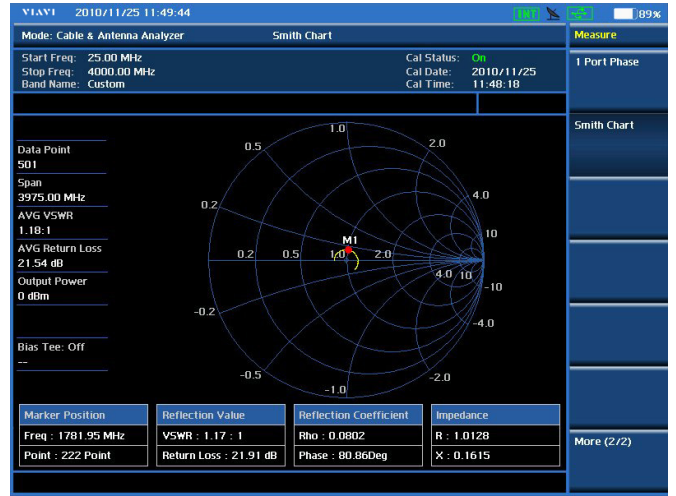 VIAVI 2010/11/25 11:49:44 INT 89%
Mode: Cable & Antenna Analyzer Smith Chart Measure
Start Freq: 25.00 MHz Cal Status: On
Stop Freq: 4000.00 MHz Cal Date: 2010/11/25
Band Name: Custom Cal Time: 11:48:18
1 Port Phase
Smith Chart
More (2/2)
Data Point
501
Span
3975.00 MHz
AVG VSWR
1.18:1
AVG Return Loss
21.54 dB
Output Power
0 dBm
Bias Tee: Off
--
1.0
0.5 2.0
0.2 4.0
10
M1
0.2 0.5 1.0 2.0
4.0 10
-10
-0.2
-4.0
-0.5 -2.0
-1.0
Marker Position Reflection Value Reflection Coefficient Impedance
Freq : 1781.95 MHz VSWR : 1.17 : 1 Rho : 0.0802 R : 1.0128
Point : 222 Point Return Loss : 21.91 dB Phase : 80.86Deg X : 0.1615